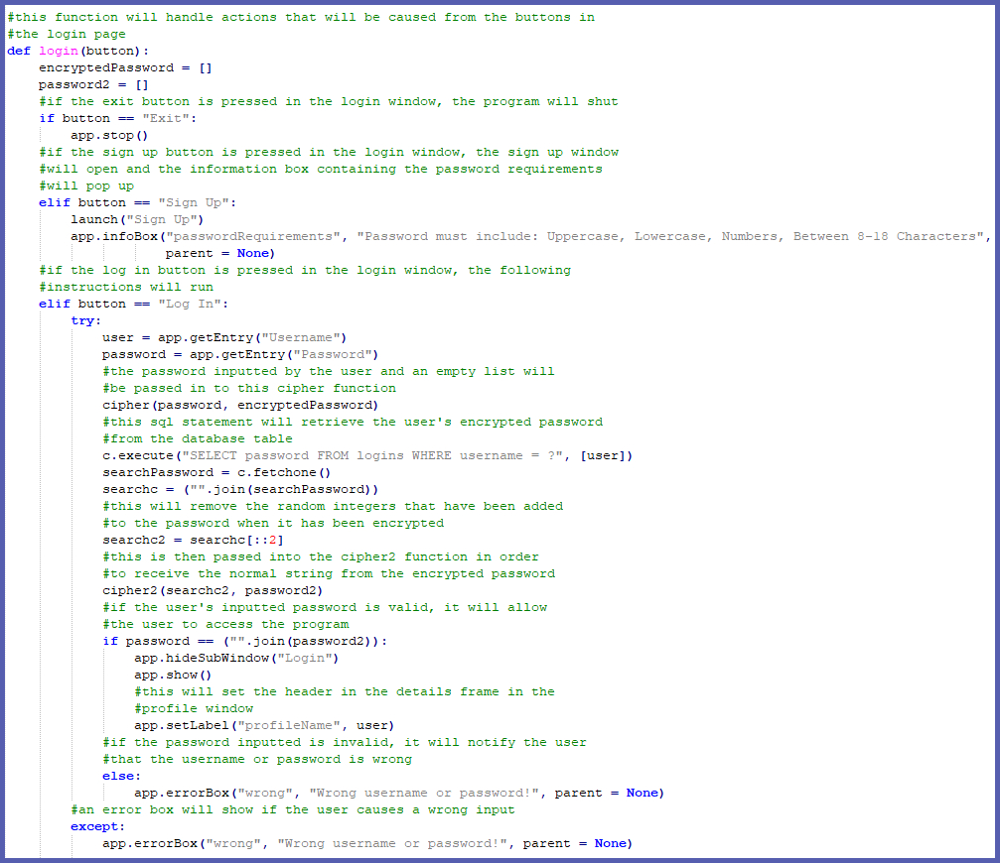 #this function will handle actions that will be caused from the buttons in
#the login page
def login(button):
    encryptedPassword = []
    password2 = []
    #if the exit button is pressed in the login window, the program will shut
    if button == "Exit":
        app.stop()
    #if the sign up button is pressed in the login window, the sign up window
    #will open and the information box containing the password requirements
    #will pop up
    elif button == "Sign Up":
        launch("Sign Up")
        app.infoBox("passwordRequirements", "Password must include: Uppercase, Lowercase, Numbers, Between 8-18 Characters",
                    parent = None)
    #if the log in button is pressed in the login window, the following
    #instructions will run
    elif button == "Log In":
        try:
            user = app.getEntry("Username")
            password = app.getEntry("Password")
            #the password inputted by the user and an empty list will
            #be passed in to this cipher function
            cipher(password, encryptedPassword)
            #this sql statement will retrieve the user's encrypted password
            #from the database table
            c.execute("SELECT password FROM logins WHERE username = ?", [user])
            searchPassword = c.fetchone()
            searchc = ("".join(searchPassword))
            #this will remove the random integers that have been added
            #to the password when it has been encrypted
            searchc2 = searchc[::2]
            #this is then passed into the cipher2 function in order
            #to receive the normal string from the encrypted password
            cipher2(searchc2, password2)
            #if the user's inputted password is valid, it will allow
            #the user to access the program
            if password == ("".join(password2)):
                app.hideSubWindow("Login")
                app.show()
                #this will set the header in the details frame in the
                #profile window
                app.setLabel("profileName", user)
            #if the password inputted is invalid, it will notify the user
            #that the username or password is wrong
            else:
                app.errorBox("wrong", "Wrong username or password!", parent = None)
        #an error box will show if the user causes a wrong input
        except:
            app.errorBox("wrong", "Wrong username or password!", parent = None)